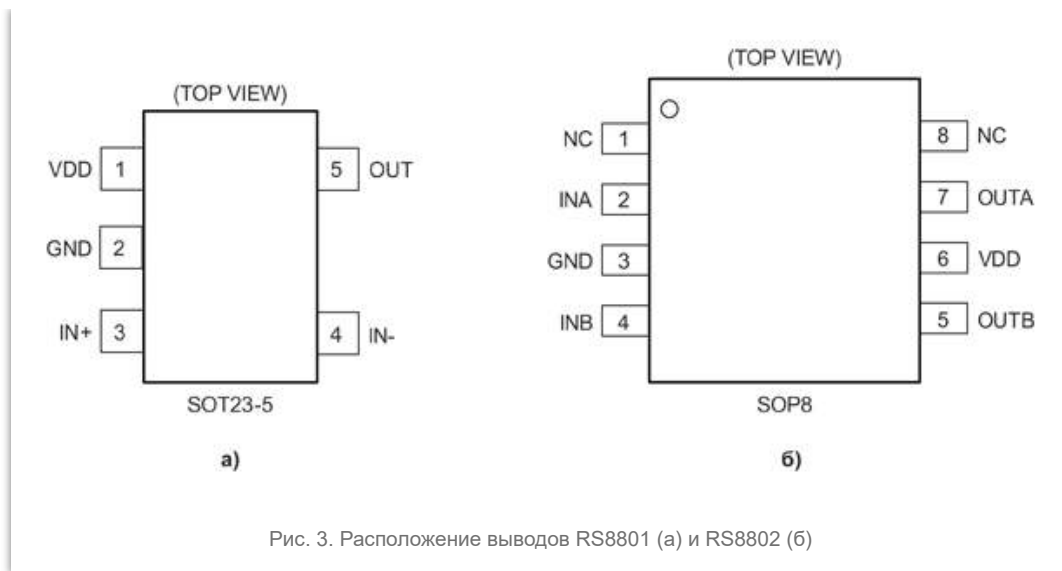 (TOP VIEW)
VDD 1
5 OUT
GND 2
IN+ 3
4 IN-
SOT23-5
а)
(TOP VIEW)
NC 1
8 NC
INA 2
7 OUTA
GND 3
6 VDD
INB 4
5 OUTB
SOP8
б)
Рис. 3. Расположение выводов RS8801 (а) и RS8802 (б)